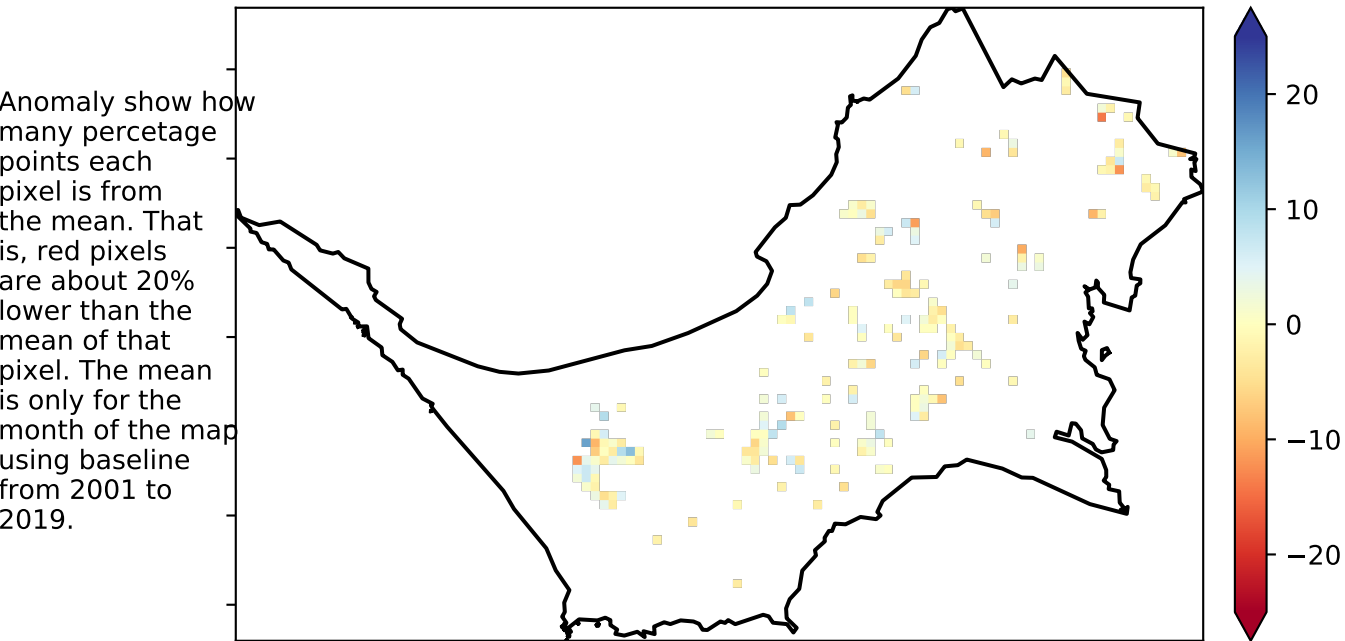 Anomaly show how
many percetage
points each
pixel is from
the mean. That
is, red pixels
are about 20%
lower than the
mean of that
pixel. The mean
is only for the
month of the map
using baseline
from 2001 to
2019.
20
10
0
−10
−20